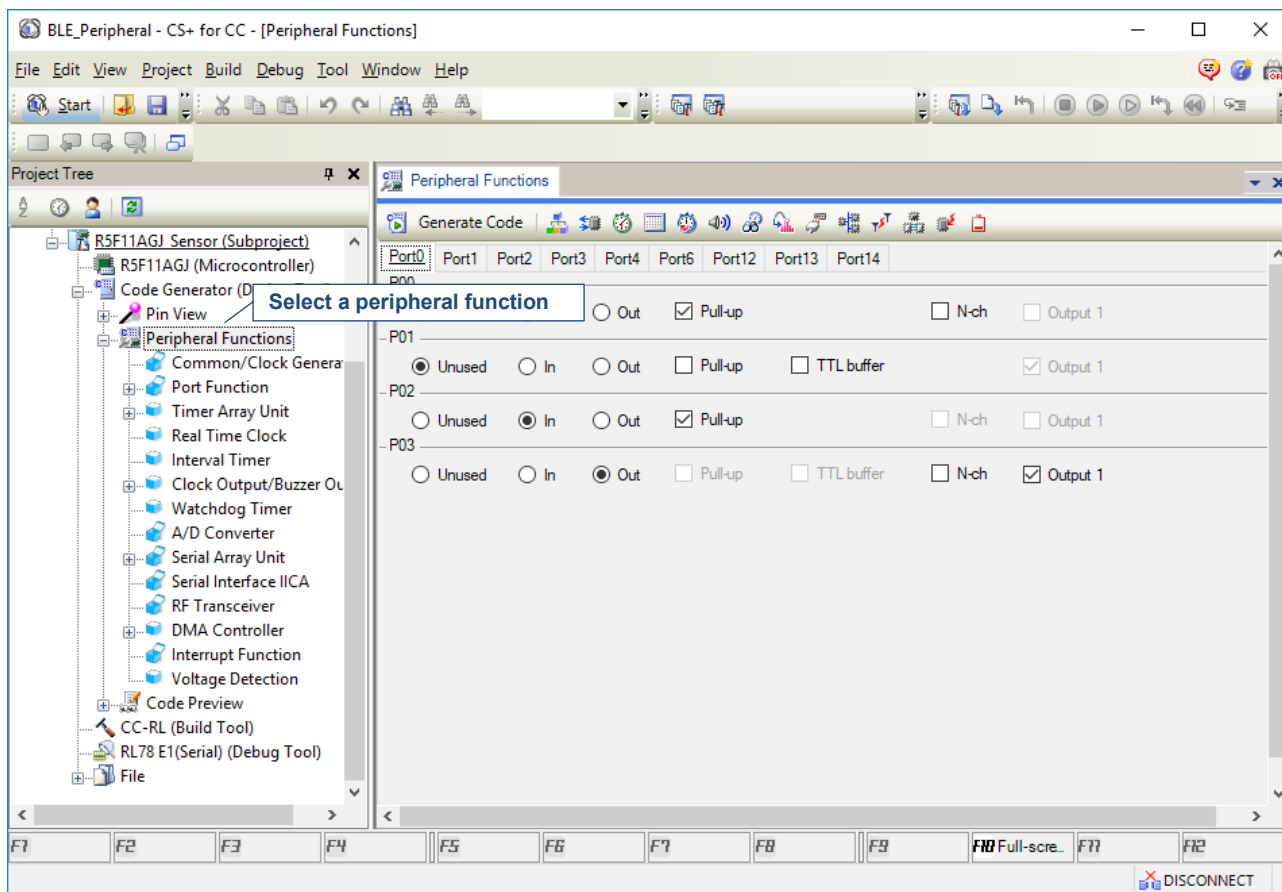 BLE_Peripheral - CS+ for CC - [Peripheral Functions]
File Edit View Project Build Debug Tool Window Help
Start
Project Tree
Peripheral Functions
Generate Code
R5F11AGJ_Sensor (Subproject)
R5F11AGJ (Microcontroller)
Code Generator (D
Pin View
Peripheral Functions
Common/Clock Genera
Port Function
Timer Array Unit
Real Time Clock
Interval Timer
Clock Output/Buzzer Ou
Watchdog Timer
A/D Converter
Serial Array Unit
Serial Interface IICA
RF Transceiver
DMA Controller
Interrupt Function
Voltage Detection
Code Preview
CC-RL (Build Tool)
RL78 E1(Serial) (Debug Tool)
File
Select a peripheral function
Port0 Port1 Port2 Port3 Port4 Port6 Port12 Port13 Port14
P00
Out Pull-up N-ch Output 1
P01
Unused In Out Pull-up TTL buffer Output 1
P02
Unused In Out Pull-up N-ch Output 1
P03
Unused In Out Pull-up TTL buffer N-ch Output 1
F1 F2 F3 F4 F5 F6 F7 F8 F9 F10 Full-scre... F11 F12
DISCONNECT